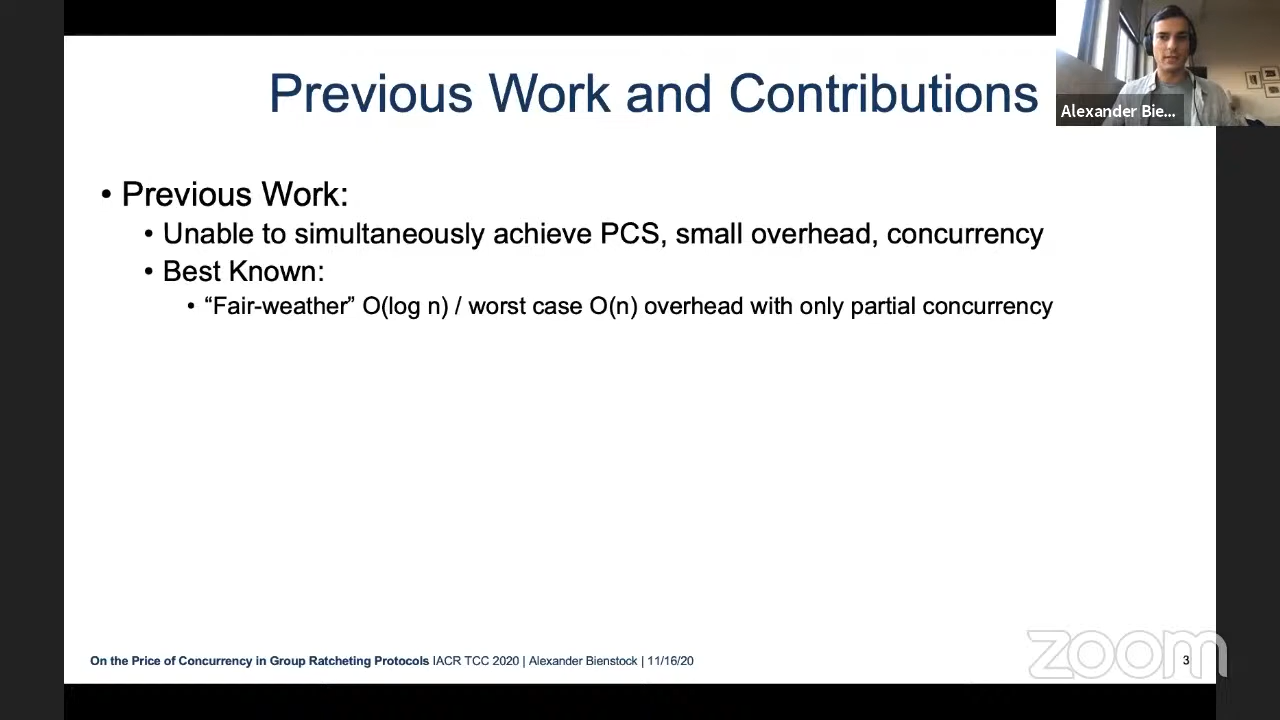 Previous Work and Contributions
Alexander Bie...
• Previous Work:
• Unable to simultaneously achieve PCS, small overhead, concurrency
• Best Known:
• “Fair-weather” O(log n) / worst case O(n) overhead with only partial concurrency
On the Price of Concurrency in Group Ratcheting Protocols IACR TCC 2020 | Alexander Bienstock | 11/16/20
3
zoom